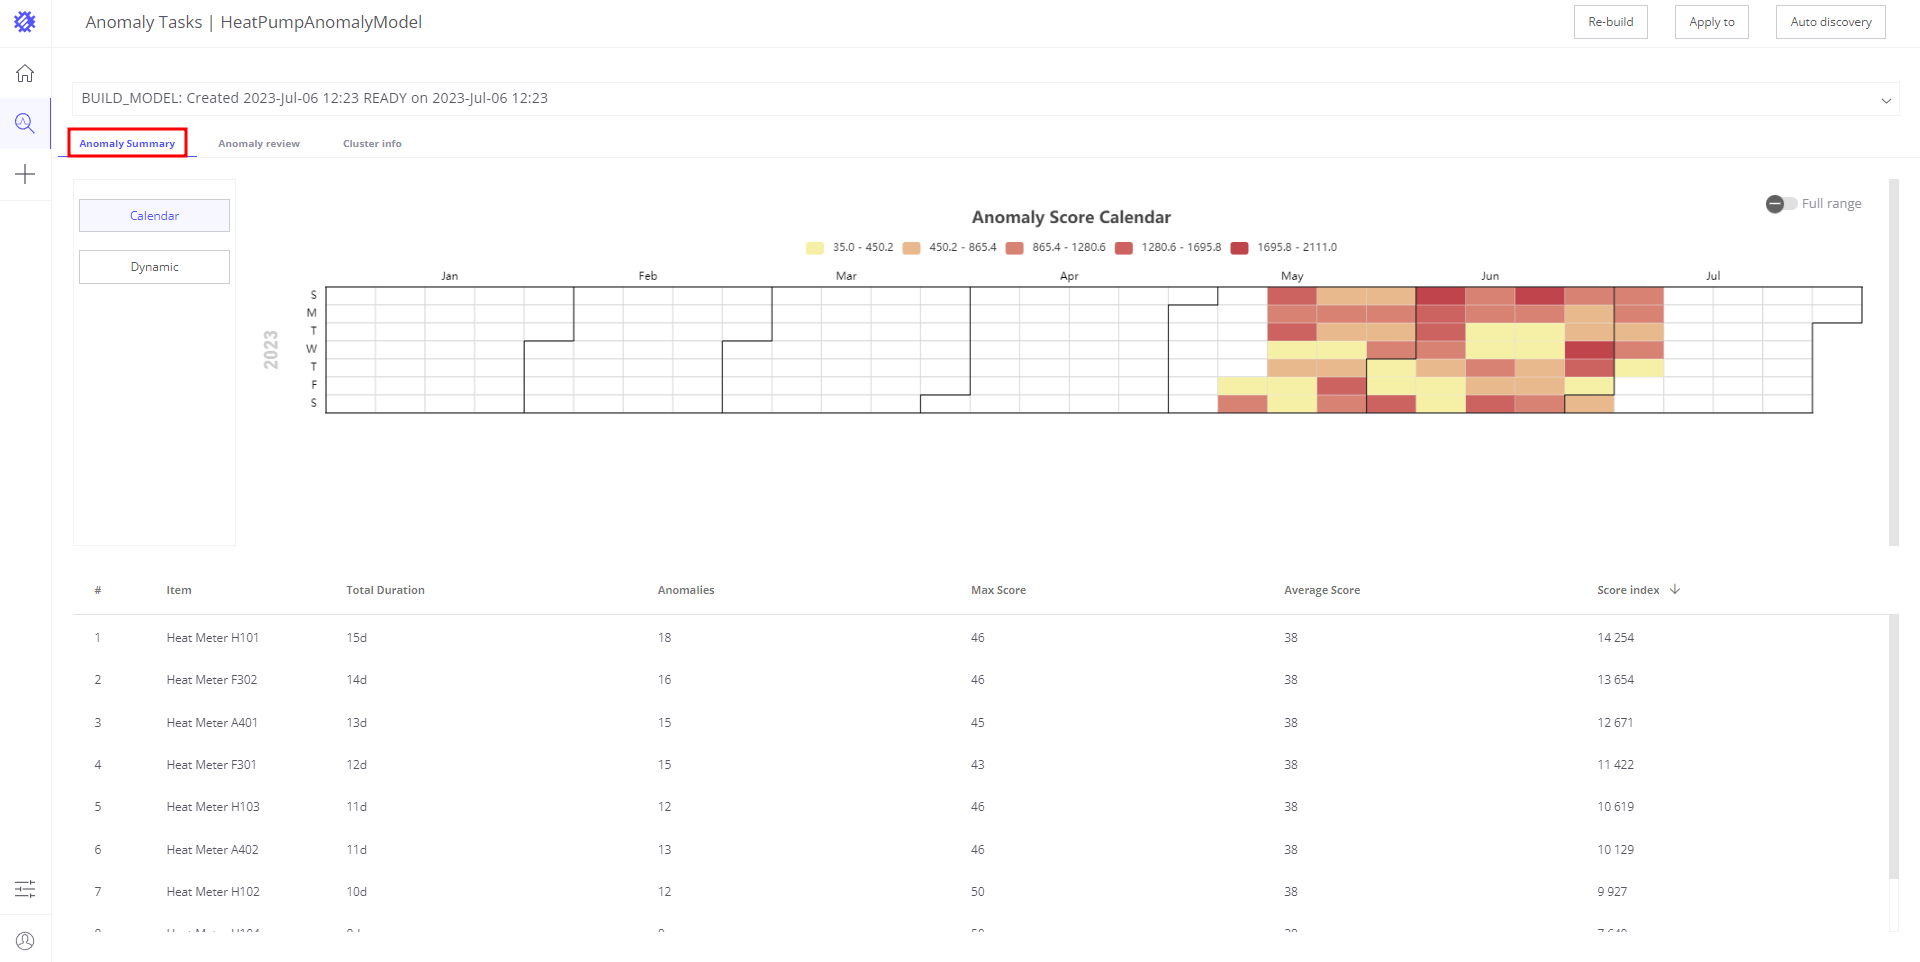 Anomaly Tasks | HeatPumpAnomalyModel
Re-build
Apply to
Auto discovery
BUILD_MODEL: Created 2023-Jul-06 12:23 READY on 2023-Jul-06 12:23
Anomaly Summary
Anomaly review
Cluster info
Calendar
Dynamic
Full range
Anomaly Score Calendar
35.0 - 450.2 450.2 - 865.4 865.4 - 1280.6 1280.6 - 1695.8 1695.8 - 2111.0
Jan Feb Mar Apr May Jun Jul
2023
S
M
T
W
T
F
S
# Item Total Duration Anomalies Max Score Average Score Score index
1 Heat Meter H101 15d 18 46 38 14 254
2 Heat Meter F302 14d 16 46 38 13 654
3 Heat Meter A401 13d 15 45 38 12 671
4 Heat Meter F301 12d 15 43 38 11 422
5 Heat Meter H103 11d 12 46 38 10 619
6 Heat Meter A402 11d 13 46 38 10 129
7 Heat Meter H102 10d 12 50 38 9 927